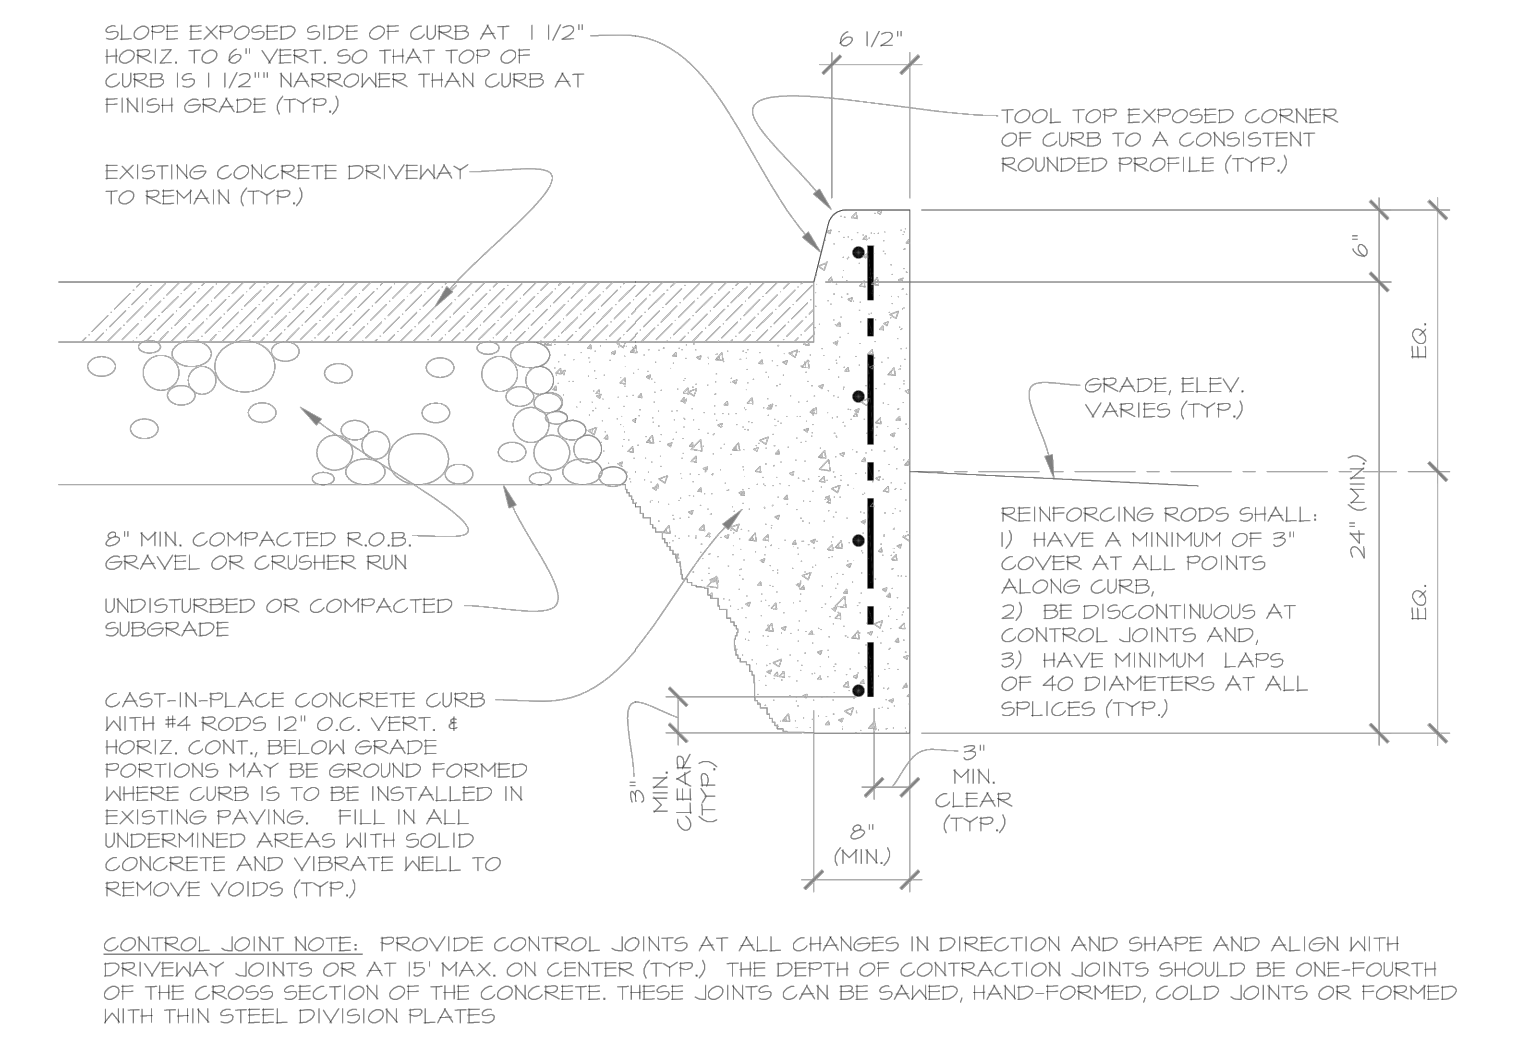 SLOPE EXPOSED SIDE OF CURB AT 1 1/2"
HORIZ. TO 6" VERT. SO THAT TOP OF
CURB IS 1 1/2"" NARROWER THAN CURB AT
FINISH GRADE (TYP.)
6 1/2"
TOOL TOP EXPOSED CORNER
OF CURB TO A CONSISTENT
ROUNDED PROFILE (TYP.)
EXISTING CONCRETE DRIVEWAY
TO REMAIN (TYP.)
6"
EQ.
GRADE, ELEV.
VARIES (TYP.)
24" (MIN.)
EQ.
REINFORCING RODS SHALL:
1) HAVE A MINIMUM OF 3"
COVER AT ALL POINTS
ALONG CURB,
2) BE DISCONTINUOUS AT
CONTROL JOINTS AND,
3) HAVE MINIMUM LAPS
OF 40 DIAMETERS AT ALL
SPLICES (TYP.)
8" MIN. COMPACTED R.O.B.
GRAVEL OR CRUSHER RUN
UNDISTURBED OR COMPACTED
SUBGRADE
CAST-IN-PLACE CONCRETE CURB
WITH #4 RODS 12" O.C. VERT. &
HORIZ. CONT., BELOW GRADE
PORTIONS MAY BE GROUND FORMED
WHERE CURB IS TO BE INSTALLED IN
EXISTING PAVING. FILL IN ALL
UNDERMINED AREAS WITH SOLID
CONCRETE AND VIBRATE WELL TO
REMOVE VOIDS (TYP.)
3"
MIN.
CLEAR
(TYP.)
3"
MIN.
CLEAR
(TYP.)
8"
(MIN.)
CONTROL JOINT NOTE: PROVIDE CONTROL JOINTS AT ALL CHANGES IN DIRECTION AND SHAPE AND ALIGN WITH
DRIVEWAY JOINTS OR AT 15' MAX. ON CENTER (TYP.) THE DEPTH OF CONTRACTION JOINTS SHOULD BE ONE-FOURTH
OF THE CROSS SECTION OF THE CONCRETE. THESE JOINTS CAN BE SAWED, HAND-FORMED, COLD JOINTS OR FORMED
WITH THIN STEEL DIVISION PLATES